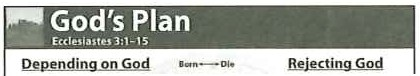 God's Plan
Ecclesiastes 3:1–15
Depending on God Born⟷Die Rejecting God